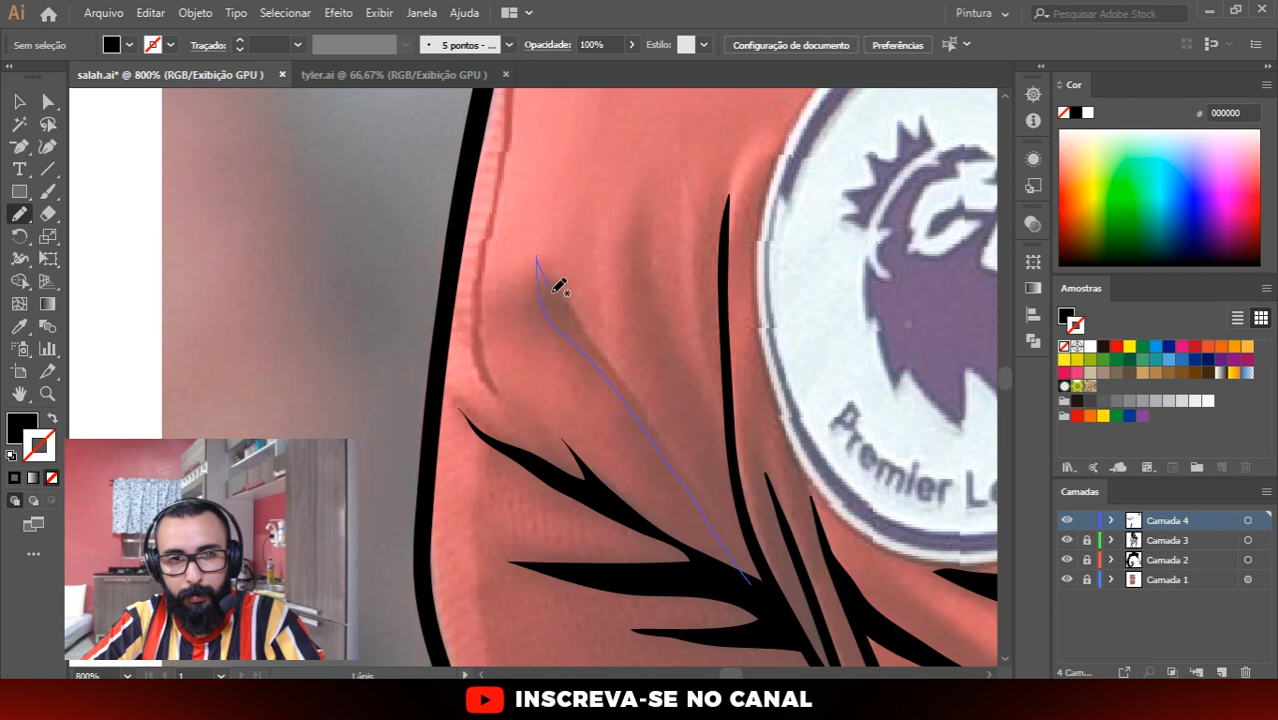 Ai Arquivo Editar Objeto Tipo Selecionar Efeito Exibir Janela Ajuda Pintura Pesquisar Adobe Stock
Sem seleção Traçado: 5 pontos - ... Opacidade: 100% Estilo: Configuração de documento Preferências
salah.ai* @ 800% (RGB/Exibição GPU ) × tyler.ai @ 66,67% (RGB/Exibição GPU ) ×
Cor
# 000000
Amostras
Premier Le
Camadas
Camada 4
Camada 3
Camada 2
Camada 1
800% 1 Lápis 4 Cam...
INSCREVA-SE NO CANAL